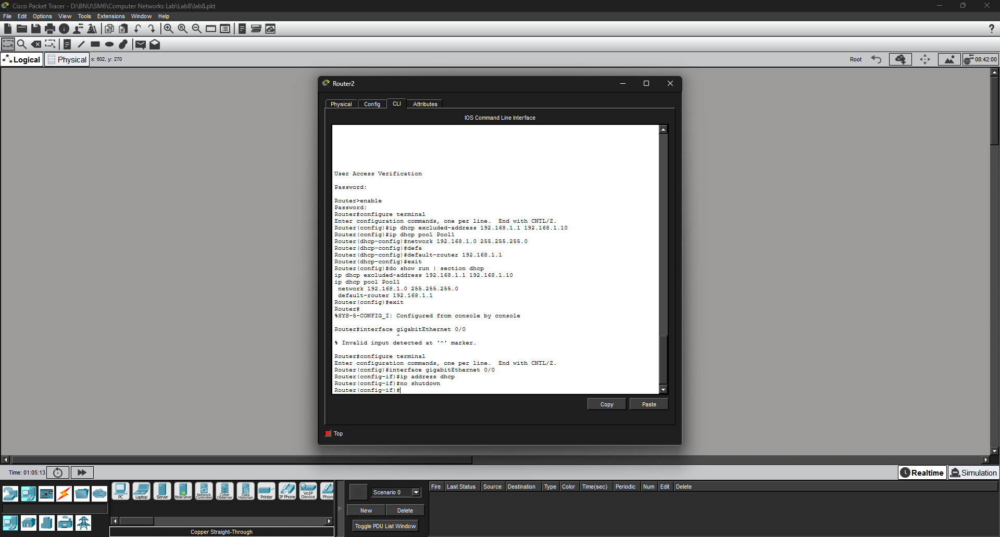 Cisco Packet Tracer - D:\BNU\SM6\Computer Networks Lab\Lab8\lab8.pkt
File Edit Options View Tools Extensions Window Help
Logical Physical x: 602, y: 270 Root 08:42:00
Router2
Physical Config CLI Attributes
IOS Command Line Interface
User Access Verification
Password:
Router>enable
Password:
Router#configure terminal
Enter configuration commands, one per line.  End with CNTL/Z.
Router(config)#ip dhcp excluded-address 192.168.1.1 192.168.1.10
Router(config)#ip dhcp pool Pool1
Router(dhcp-config)#network 192.168.1.0 255.255.255.0
Router(dhcp-config)#defa
Router(dhcp-config)#default-router 192.168.1.1
Router(dhcp-config)#exit
Router(config)#do show run | section dhcp
ip dhcp excluded-address 192.168.1.1 192.168.1.10
ip dhcp pool Pool1
 network 192.168.1.0 255.255.255.0
 default-router 192.168.1.1
Router(config)#exit
Router#
%SYS-5-CONFIG_I: Configured from console by console
Router#interface gigabitEthernet 0/0
^
% Invalid input detected at '^' marker.
Router#configure terminal
Enter configuration commands, one per line.  End with CNTL/Z.
Router(config)#interface gigabitEthernet 0/0
Router(config-if)#ip address dhcp
Router(config-if)#no shutdown
Router(config-if)#
Copy Paste
Top
Time: 01:05:13 Realtime Simulation
PC Laptop Server Meraki Server Network Controller Cyber Observer Data Historian Printer IP Phone VoIP Device Phon
Scenario 0
New Delete
Toggle PDU List Window
Fire Last Status Source Destination Type Color Time(sec) Periodic Num Edit Delete
Copper Straight-Through